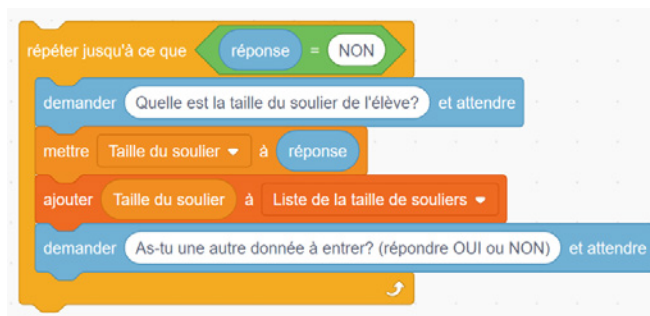 répéter jusqu'à ce que réponse = NON
demander Quelle est la taille du soulier de l'élève? et attendre
mettre Taille du soulier à réponse
ajouter Taille du soulier à Liste de la taille de souliers
demander As-tu une autre donnée à entrer? (répondre OUI ou NON) et attendre